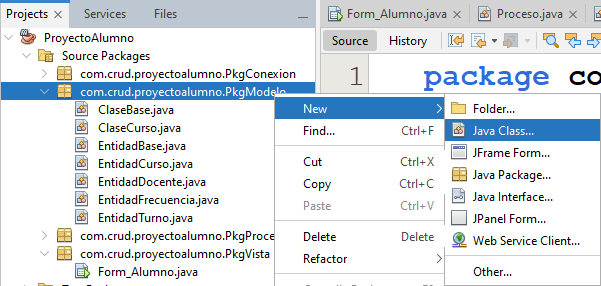 Projects × Services Files
Form_Alumno.java × Proceso.java ×
Source History
ProyectoAlumno
Source Packages
com.crud.proyectoalumno.PkgConexion
com.crud.proyectoalumno.PkgModelo
ClaseBase.java
ClaseCurso.java
EntidadBase.java
EntidadCurso.java
EntidadDocente.java
EntidadFrecuencia.java
EntidadTurno.java
com.crud.proyectoalumno.PkgProce
com.crud.proyectoalumno.PkgVista
Form_Alumno.java
1 package co
New
Find... Ctrl+F
Cut Ctrl+X
Copy Ctrl+C
Paste Ctrl+V
Delete Delete
Refactor
Folder...
Java Class...
JFrame Form...
Java Package...
Java Interface...
JPanel Form...
Web Service Client...
Other...